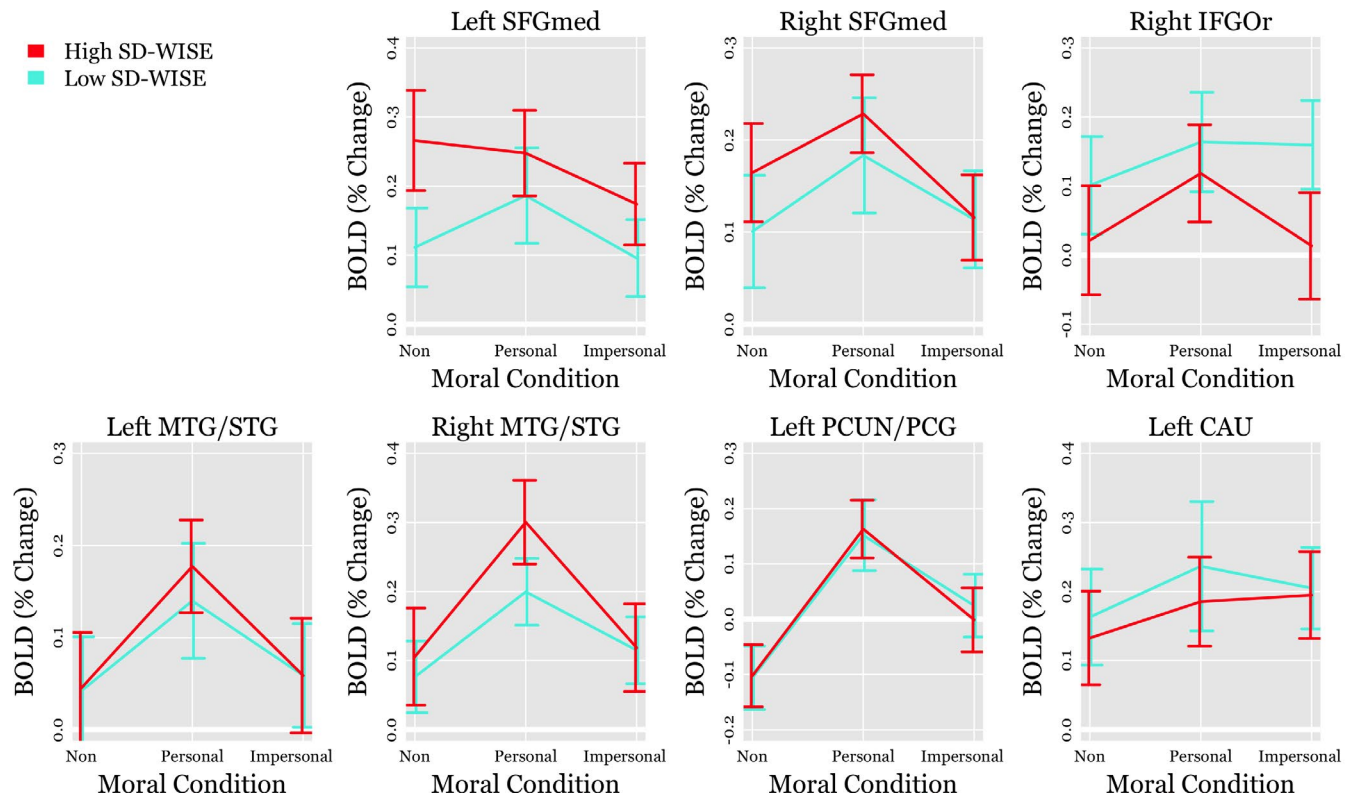 High SD-WISE
Low SD-WISE
Left SFGmed
BOLD (% Change)
0.4
0.3
0.2
0.1
0.0
Non Personal Impersonal
Moral Condition
Right SFGmed
BOLD (% Change)
0.3
0.2
0.1
0.0
Non Personal Impersonal
Moral Condition
Right IFGOr
BOLD (% Change)
0.3
0.2
0.1
0.0
-0.1
Non Personal Impersonal
Moral Condition
Left MTG/STG
BOLD (% Change)
0.3
0.2
0.1
0.0
Non Personal Impersonal
Moral Condition
Right MTG/STG
BOLD (% Change)
0.4
0.3
0.2
0.1
0.0
Non Personal Impersonal
Moral Condition
Left PCUN/PCG
BOLD (% Change)
0.3
0.2
0.1
0.0
-0.1
-0.2
Non Personal Impersonal
Moral Condition
Left CAU
BOLD (% Change)
0.4
0.3
0.2
0.1
0.0
Non Personal Impersonal
Moral Condition